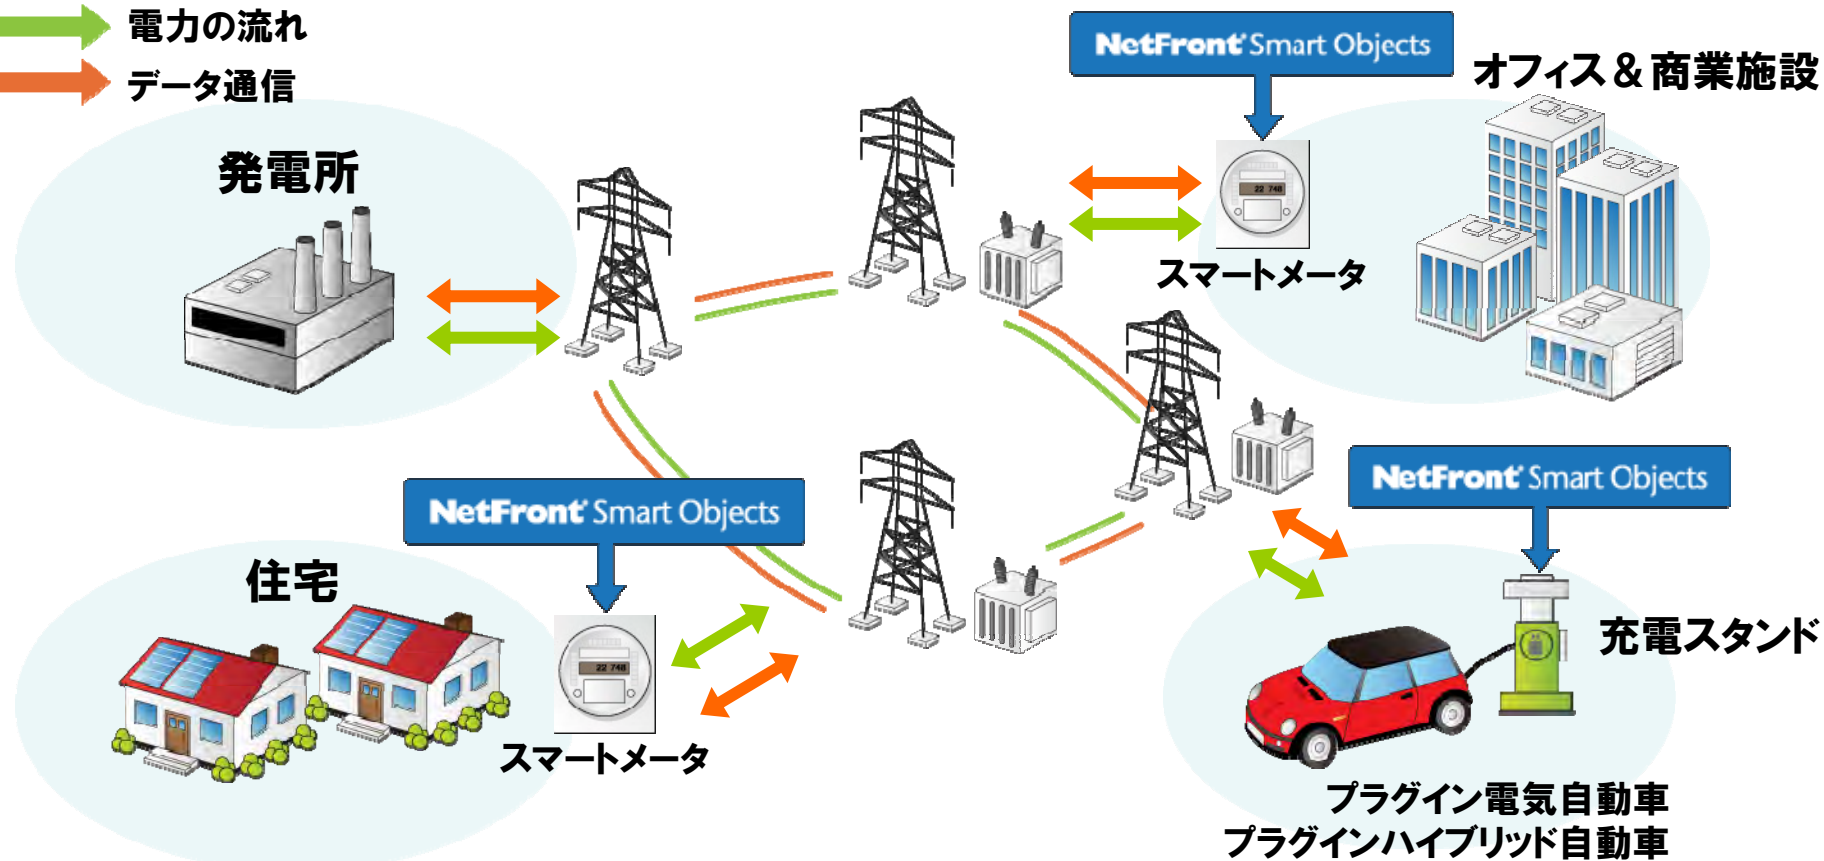 電力の流れ
データ通信
NetFront® Smart Objects
オフィス＆商業施設
発電所
22 748
スマートメータ
NetFront® Smart Objects
NetFront® Smart Objects
住宅
22 748
スマートメータ
充電スタンド
プラグイン電気自動車
プラグインハイブリッド自動車